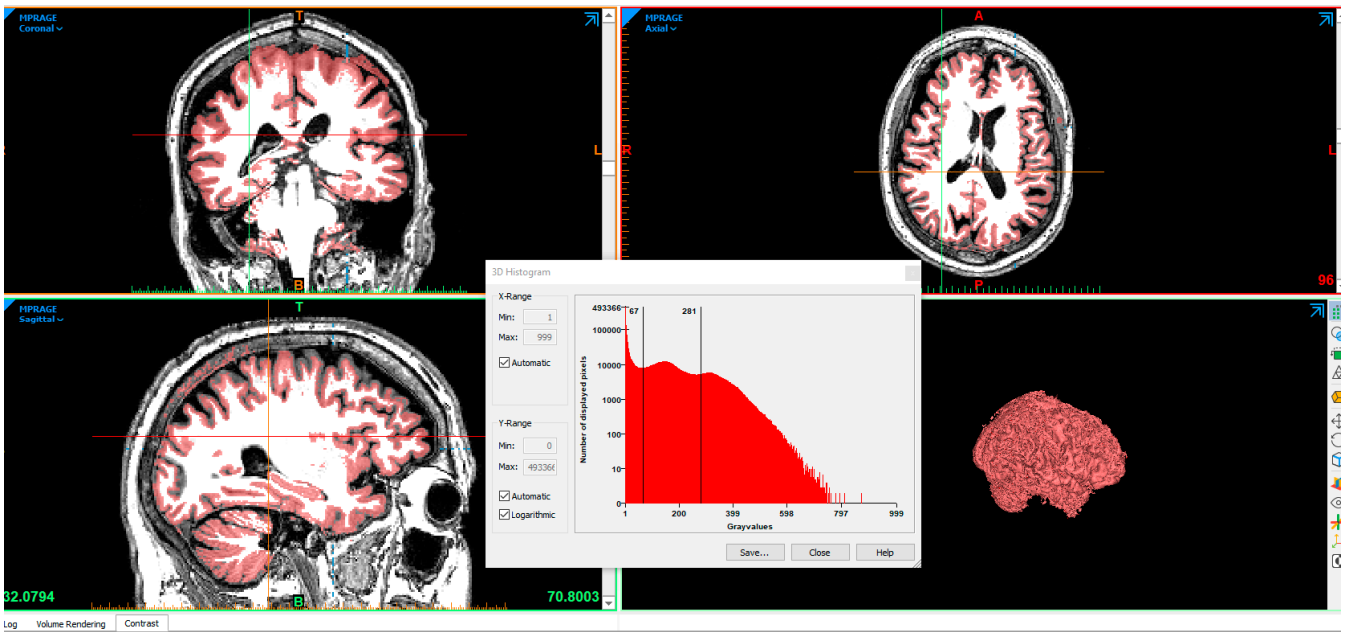 MPRAGE
Coronal
T
R
L
B
MPRAGE
Axial
A
R
L
P
96
MPRAGE
Sagittal
T
B
32.0794
70.8003
3D Histogram
X-Range
Min: 1
Max: 999
Automatic
Y-Range
Min: 0
Max: 493366
Automatic
Logarithmic
493366
67
281
100000
10000
1000
100
10
0
Number of displayed pixels
1 200 399 598 797 999
Grayvalues
Save...
Close
Help
Log Volume Rendering Contrast